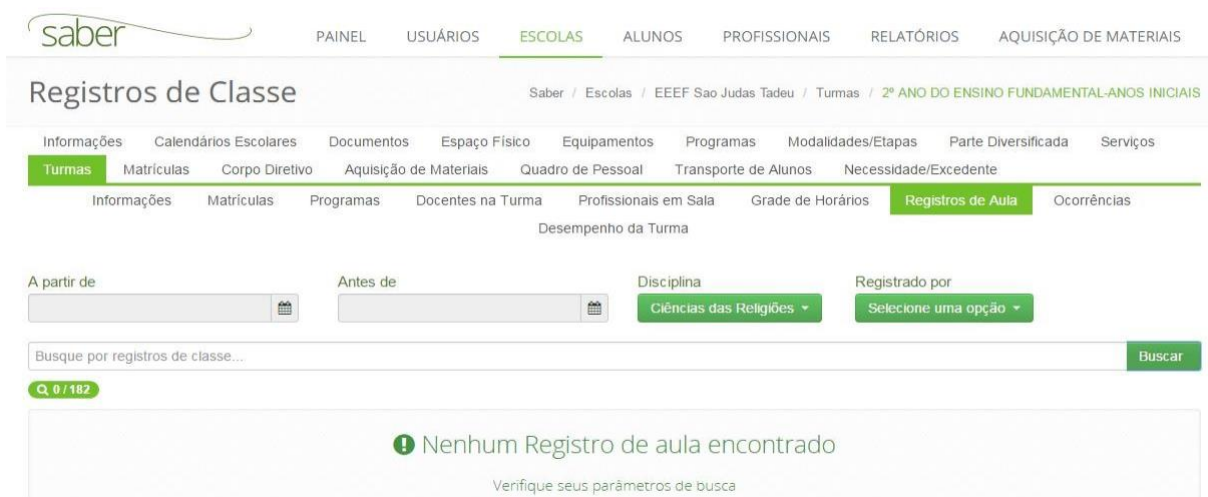 saber PAINEL USUÁRIOS ESCOLAS ALUNOS PROFISSIONAIS RELATÓRIOS AQUISIÇÃO DE MATERIAIS
Registros de Classe Saber / Escolas / EEEF Sao Judas Tadeu / Turmas / 2º ANO DO ENSINO FUNDAMENTAL-ANOS INICIAIS
Informações Calendários Escolares Documentos Espaço Físico Equipamentos Programas Modalidades/Etapas Parte Diversificada Serviços
Turmas Matrículas Corpo Diretivo Aquisição de Materiais Quadro de Pessoal Transporte de Alunos Necessidade/Excedente
Informações Matrículas Programas Docentes na Turma Profissionais em Sala Grade de Horários Registros de Aula Ocorrências
Desempenho da Turma
A partir de Antes de Disciplina Registrado por
Ciências das Religiões Selecione uma opção
Busque por registros de classe... Buscar
0 / 182
Nenhum Registro de aula encontrado
Verifique seus parâmetros de busca